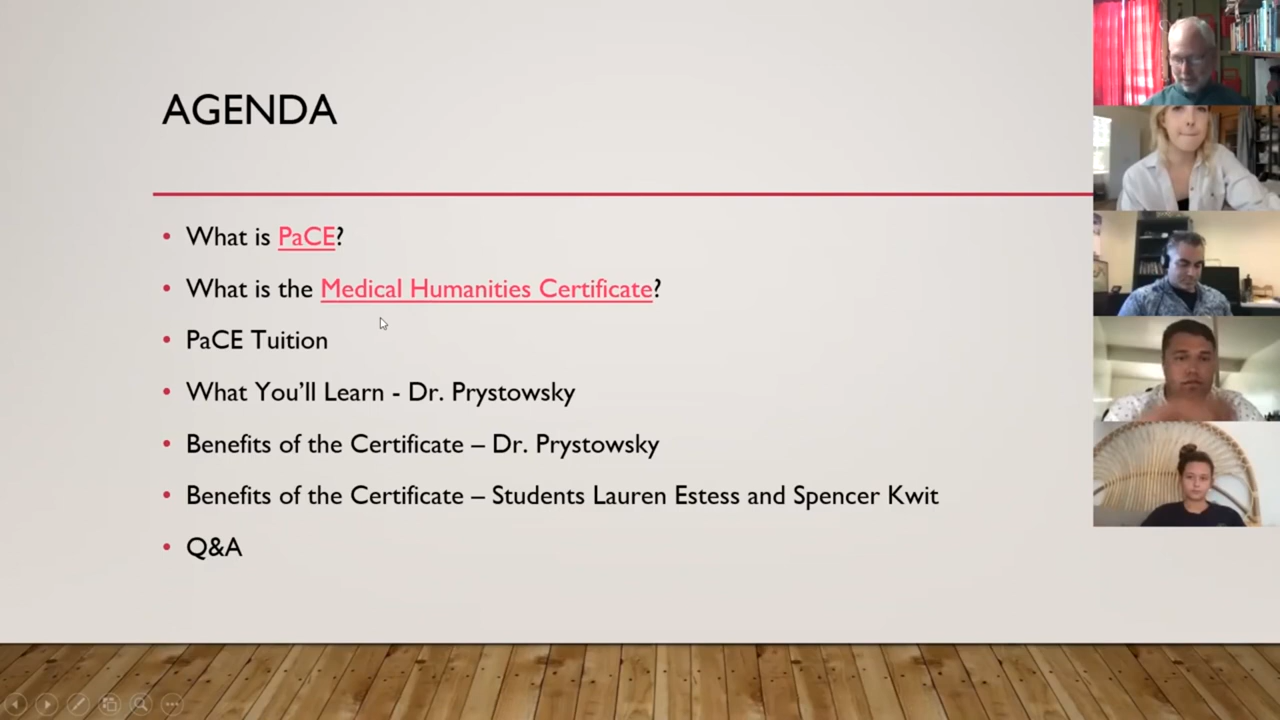 AGENDA
• What is PaCE?
• What is the Medical Humanities Certificate?
• PaCE Tuition
• What You’ll Learn - Dr. Prystowsky
• Benefits of the Certificate – Dr. Prystowsky
• Benefits of the Certificate – Students Lauren Estess and Spencer Kwit
• Q&A